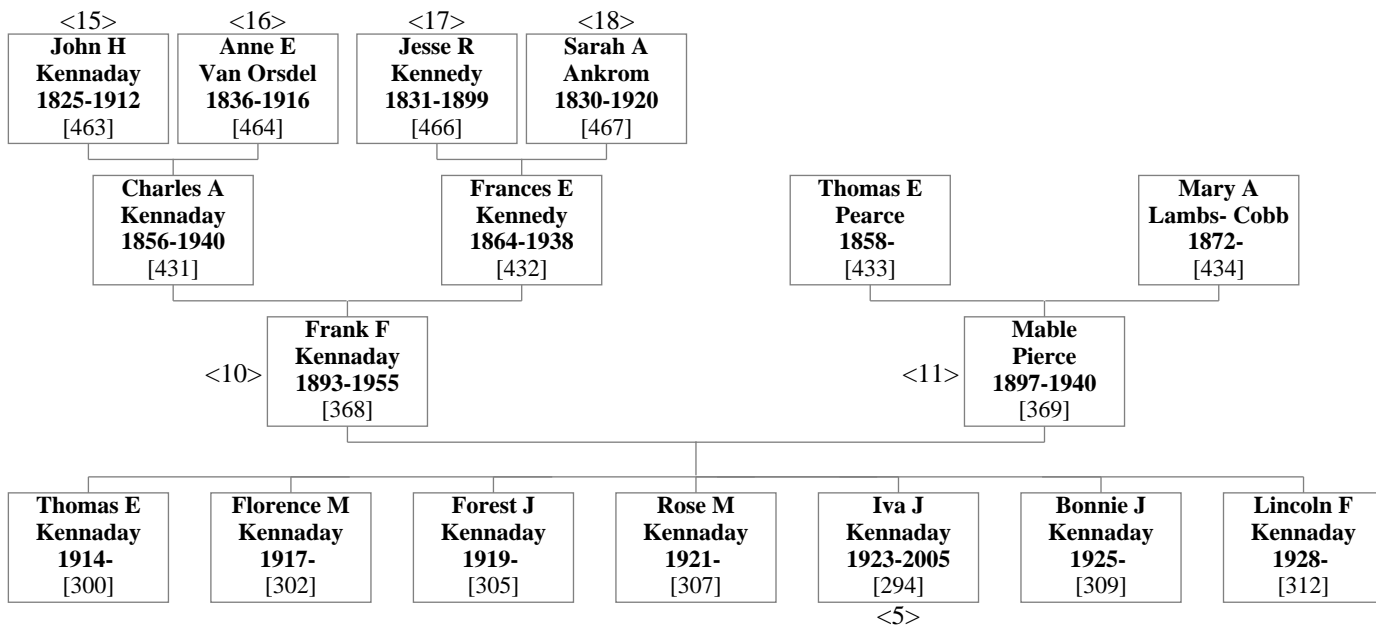 <15>
John H
Kennaday
1825-1912
[463]
<16>
Anne E
Van Orsdel
1836-1916
[464]
<17>
Jesse R
Kennedy
1831-1899
[466]
<18>
Sarah A
Ankrom
1830-1920
[467]
Charles A
Kennaday
1856-1940
[431]
Frances E
Kennedy
1864-1938
[432]
Thomas E
Pearce
1858-
[433]
Mary A
Lambs- Cobb
1872-
[434]
<10>
Frank F
Kennaday
1893-1955
[368]
<11>
Mable
Pierce
1897-1940
[369]
Thomas E
Kennaday
1914-
[300]
Florence M
Kennaday
1917-
[302]
Forest J
Kennaday
1919-
[305]
Rose M
Kennaday
1921-
[307]
Iva J
Kennaday
1923-2005
[294]
<5>
Bonnie J
Kennaday
1925-
[309]
Lincoln F
Kennaday
1928-
[312]